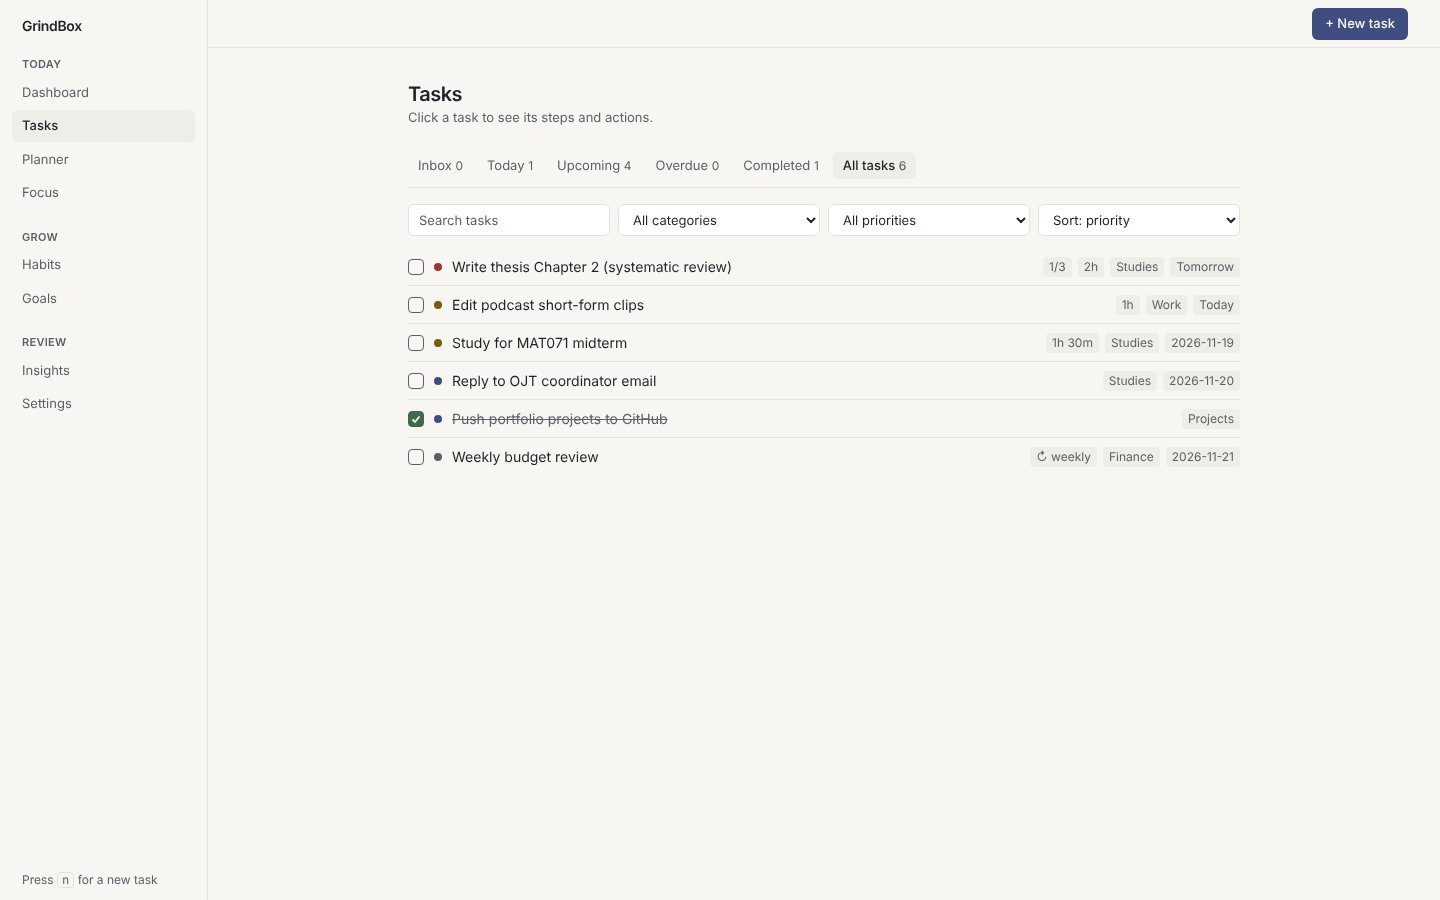 GrindBox
TODAY
Dashboard
Tasks
Planner
Focus
GROW
Habits
Goals
REVIEW
Insights
Settings
Press n for a new task
+ New task
Tasks
Click a task to see its steps and actions.
Inbox 0 Today 1 Upcoming 4 Overdue 0 Completed 1 All tasks 6
Search tasks All categories All priorities Sort: priority
Write thesis Chapter 2 (systematic review) 1/3 2h Studies Tomorrow
Edit podcast short-form clips 1h Work Today
Study for MAT071 midterm 1h 30m Studies 2026-11-19
Reply to OJT coordinator email Studies 2026-11-20
Push portfolio projects to GitHub Projects
Weekly budget review ↻ weekly Finance 2026-11-21